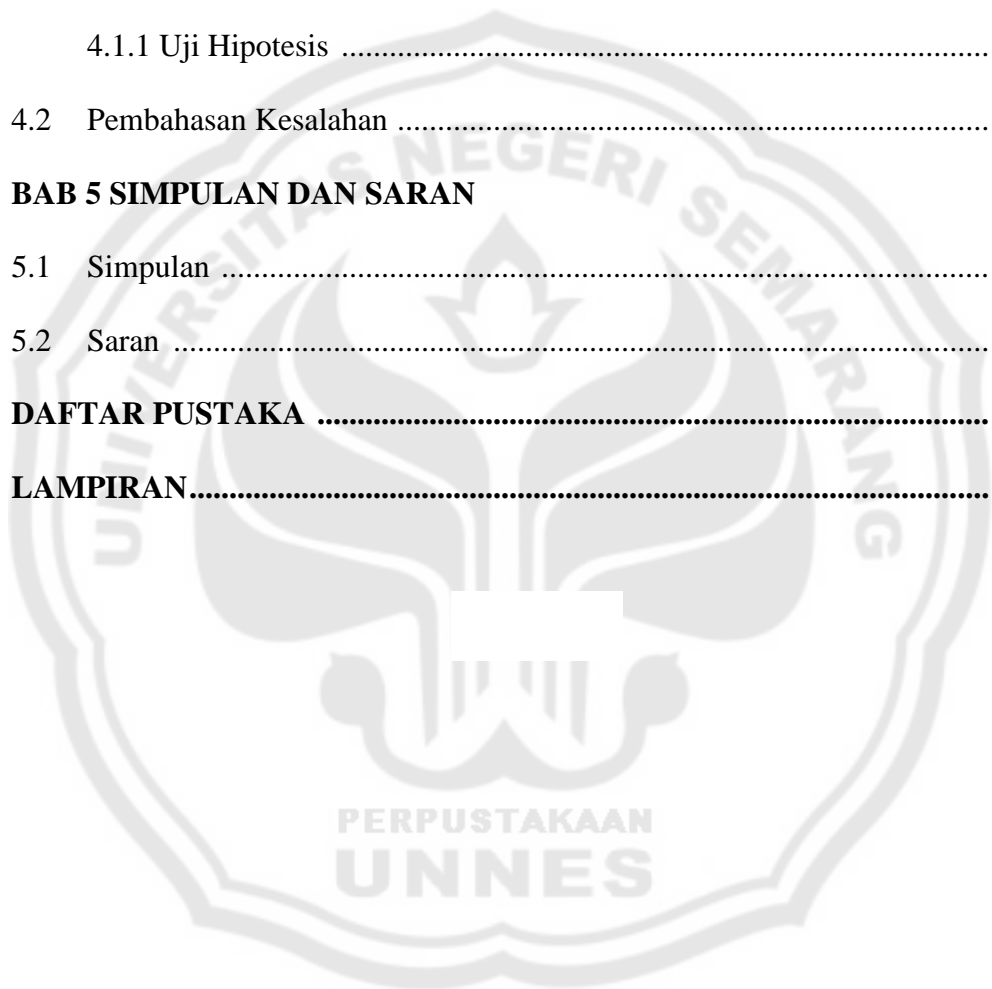 4.1.1 Uji Hipotesis .................................................................................
4.2 Pembahasan Kesalahan ..........................................................................
BAB 5 SIMPULAN DAN SARAN
5.1 Simpulan ................................................................................................
5.2 Saran ......................................................................................................
DAFTAR PUSTAKA ....................................................................................
LAMPIRAN....................................................................................................
UNIVERSITAS NEGERI SEMARANG
PERPUSTAKAAN
UNNES